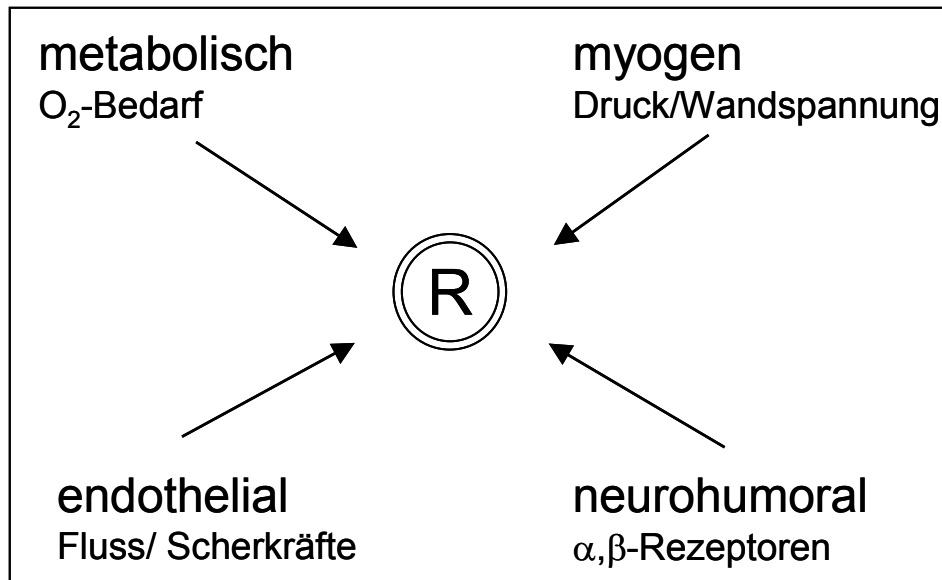 metabolisch
O₂-Bedarf
myogen
Druck/Wandspannung
R
endothelial
Fluss/ Scherkräfte
neurohumoral
α,β-Rezeptoren